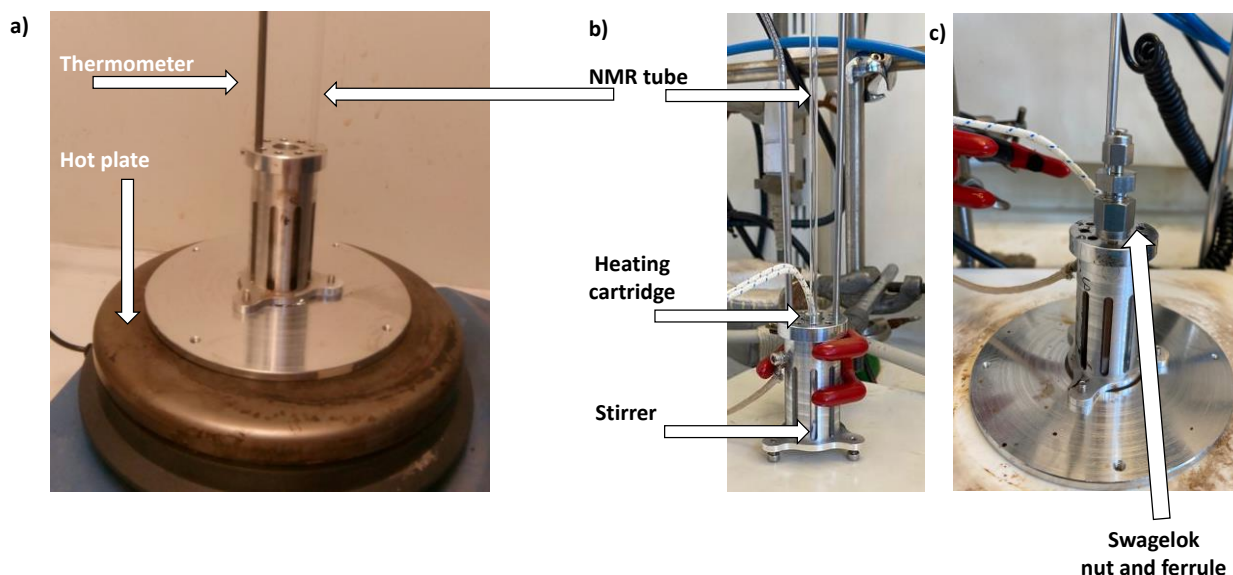 a)
b)
c)
Thermometer
NMR tube
Hot plate
Heating
cartridge
Stirrer
Swagelok
nut and ferrule